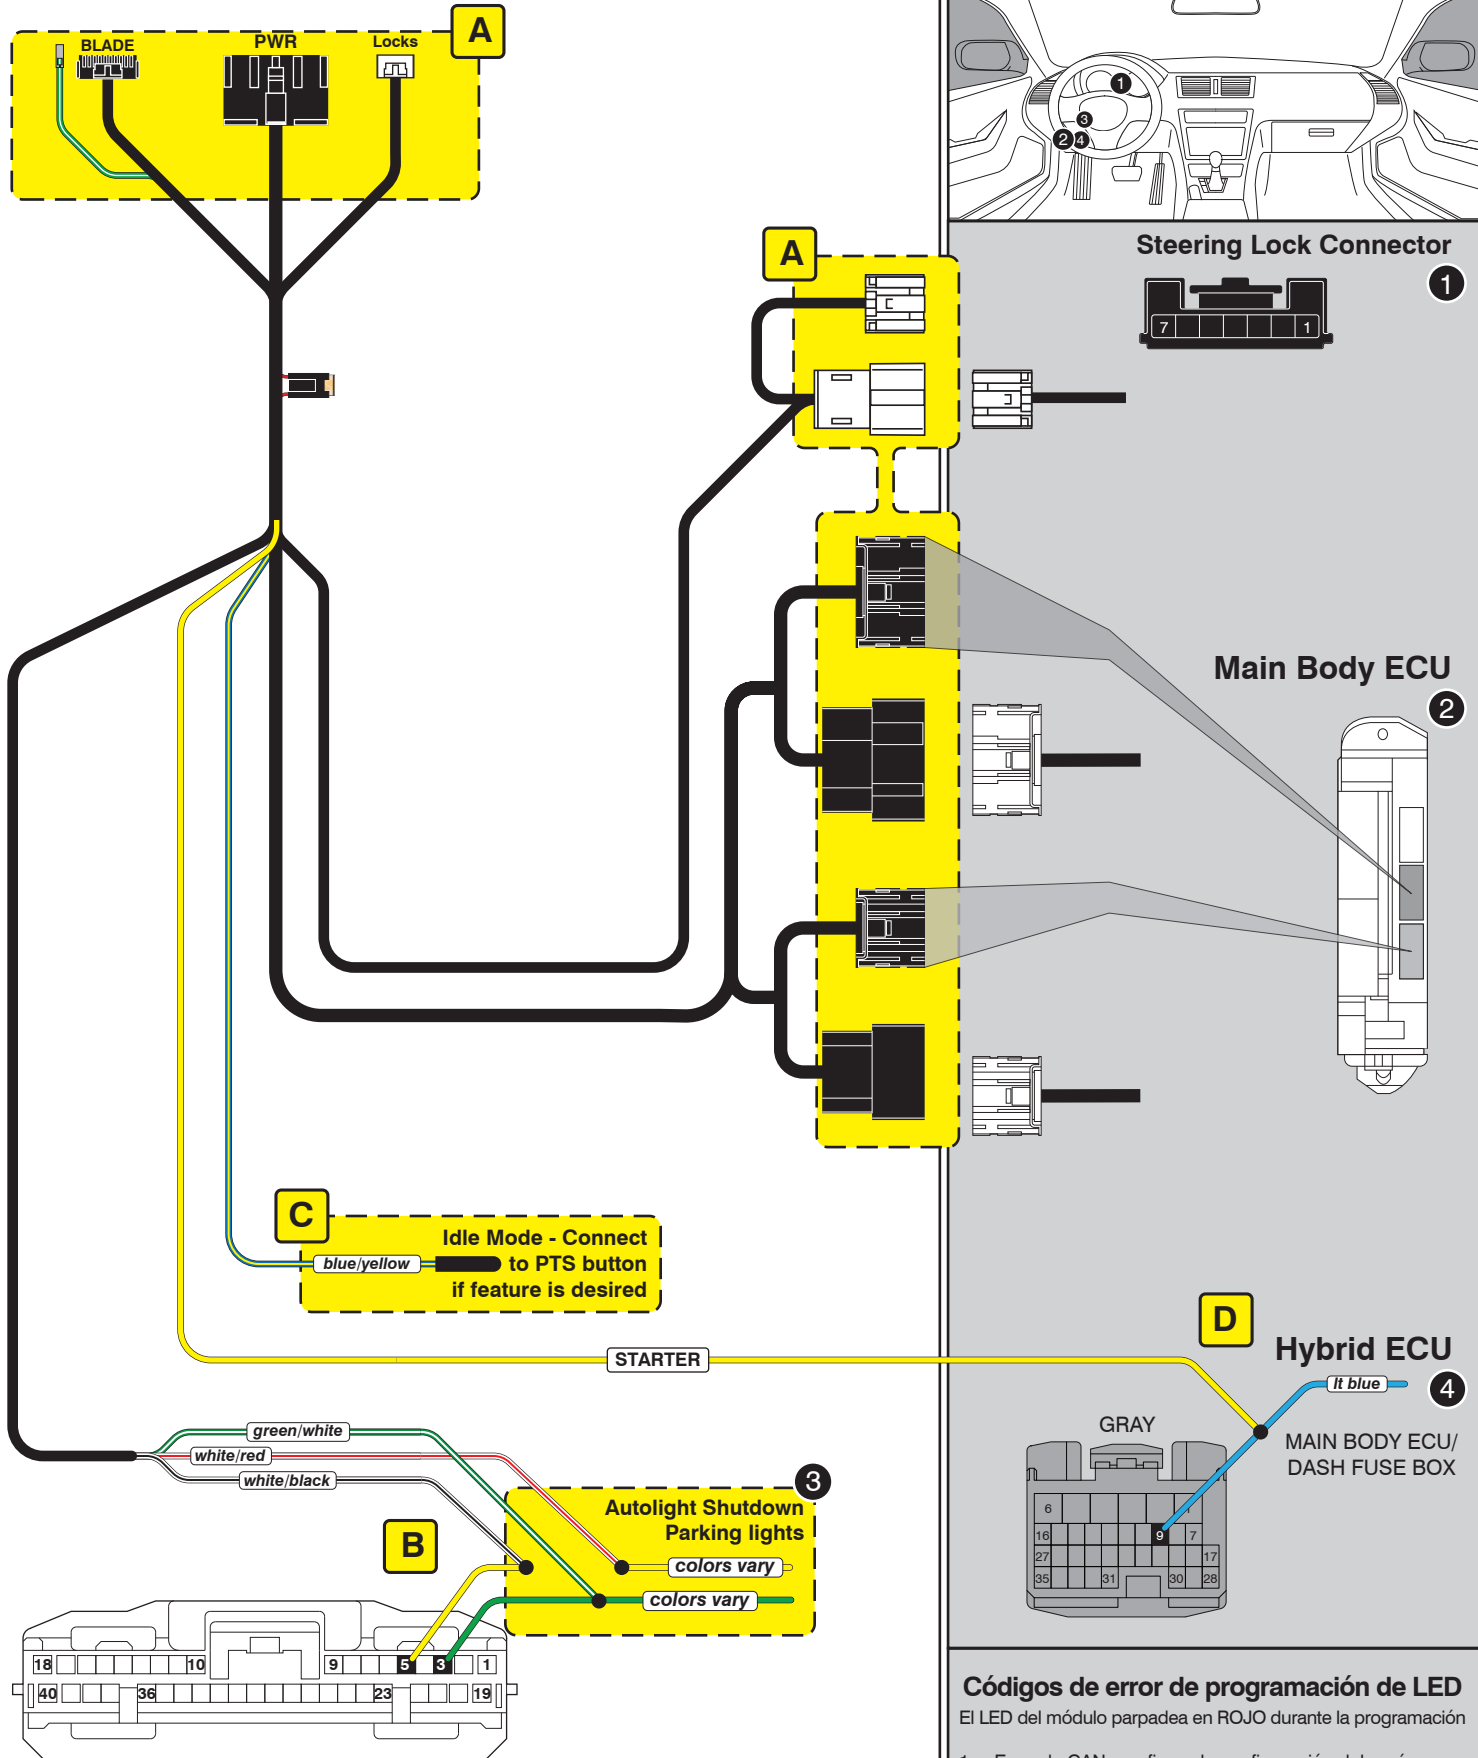 A
BLADE
PWR
Locks
1
3
2
4
Steering Lock Connector
1
7
1
A
Main Body ECU
2
C
Idle Mode - Connect
to PTS button
if feature is desired
blue/yellow
STARTER
D
Hybrid ECU
4
lt blue
GRAY
MAIN BODY ECU/
DASH FUSE BOX
6
16
9
7
27
17
35
31
30
28
green/white
white/red
white/black
3
Autolight Shutdown
Parking lights
B
colors vary
colors vary
18
10
9
5
3
1
40
36
23
19
Códigos de error de programación de LED
El LED del módulo parpadea en ROJO durante la programación